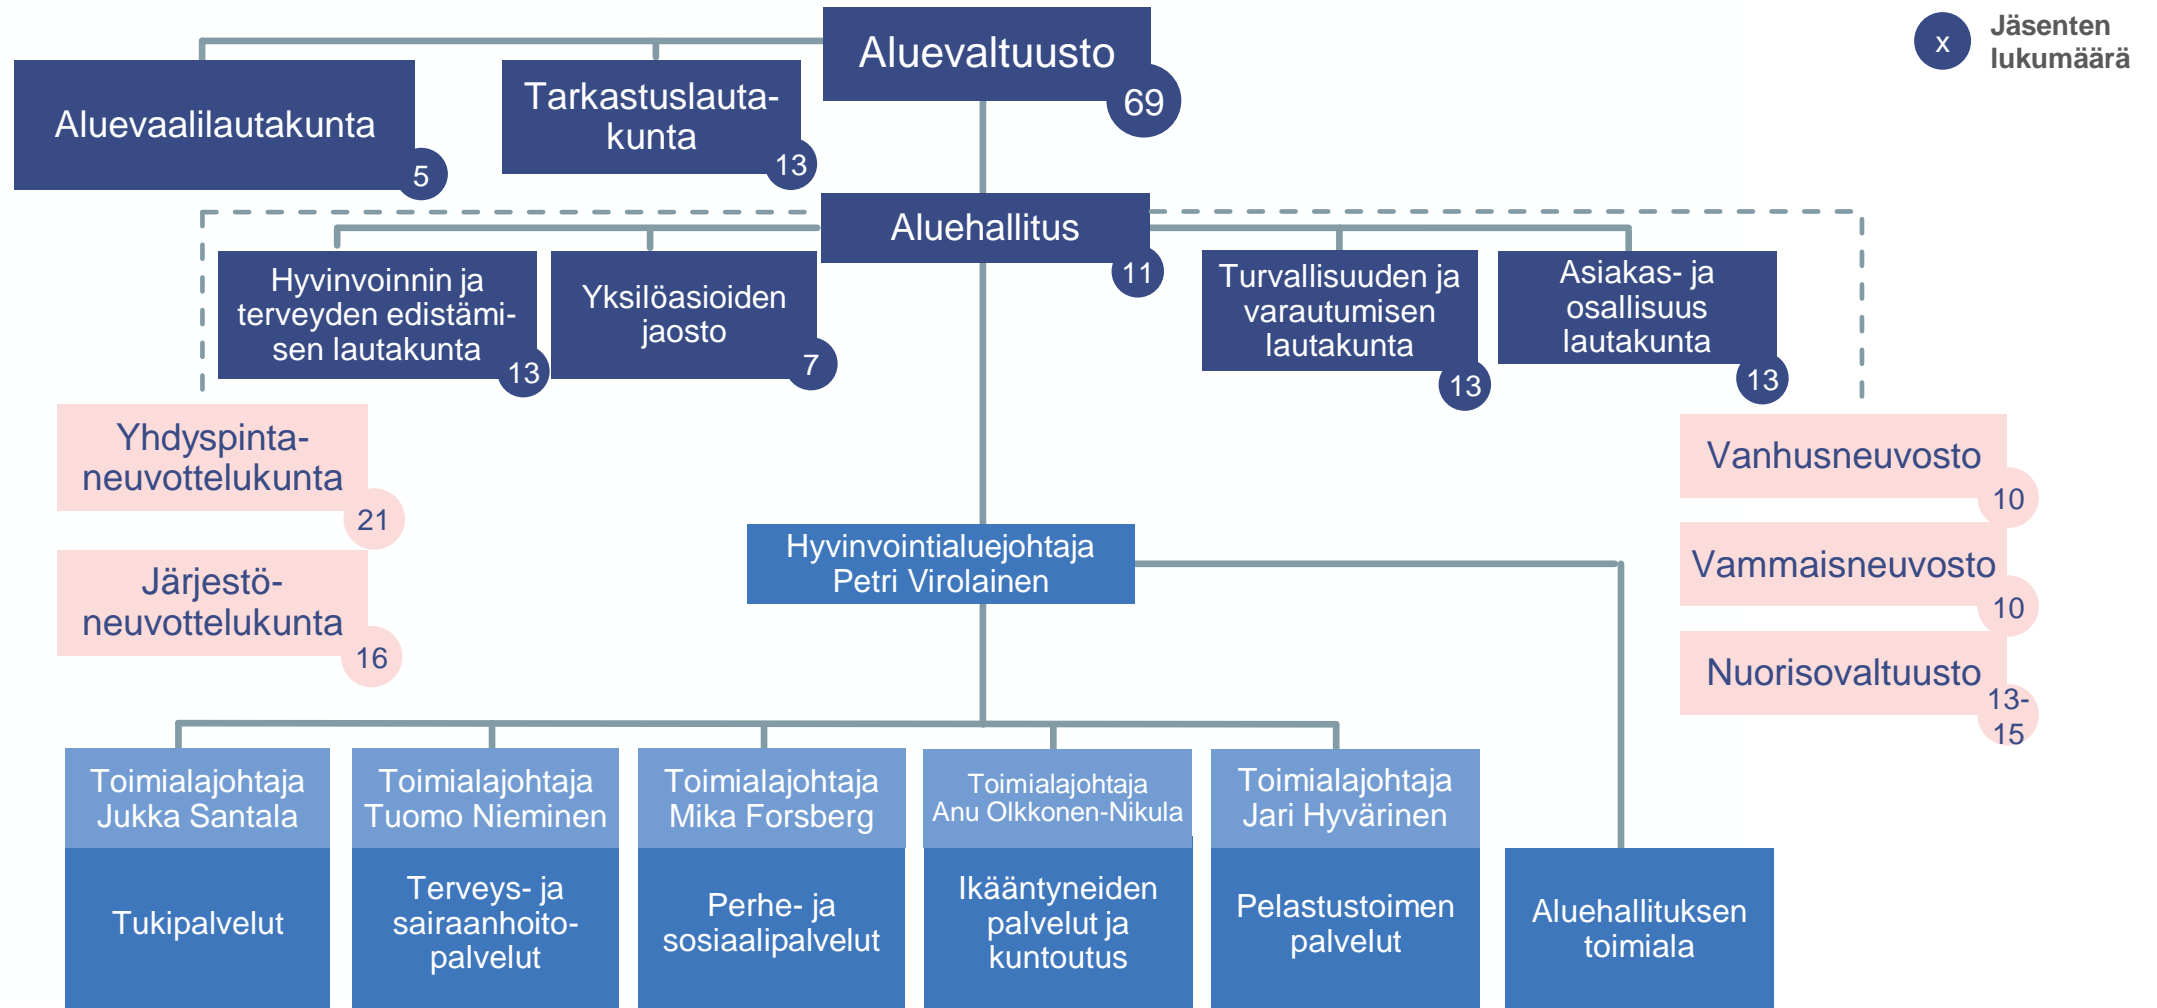 Aluevaltuusto
69
x
Jäsenten
lukumäärä
Aluevaalilautakunta
5
Tarkastuslauta-
kunta
13
Aluehallitus
11
Hyvinvoinnin ja
terveyden edistämi-
sen lautakunta
13
Yksilöasioiden
jaosto
7
Turvallisuuden ja
varautumisen
lautakunta
13
Asiakas- ja
osallisuus
lautakunta
13
Yhdyspinta-
neuvottelukunta
21
Järjestö-
neuvottelukunta
16
Vanhusneuvosto
10
Vammaisneuvosto
10
Nuorisovaltuusto
13-
15
Hyvinvointialuejohtaja
Petri Virolainen
Toimialajohtaja
Jukka Santala
Tukipalvelut
Toimialajohtaja
Tuomo Nieminen
Terveys- ja
sairaanhoito-
palvelut
Toimialajohtaja
Mika Forsberg
Perhe- ja
sosiaalipalvelut
Toimialajohtaja
Anu Olkkonen-Nikula
Ikääntyneiden
palvelut ja
kuntoutus
Toimialajohtaja
Jari Hyvärinen
Pelastustoimen
palvelut
Aluehallituksen
toimiala